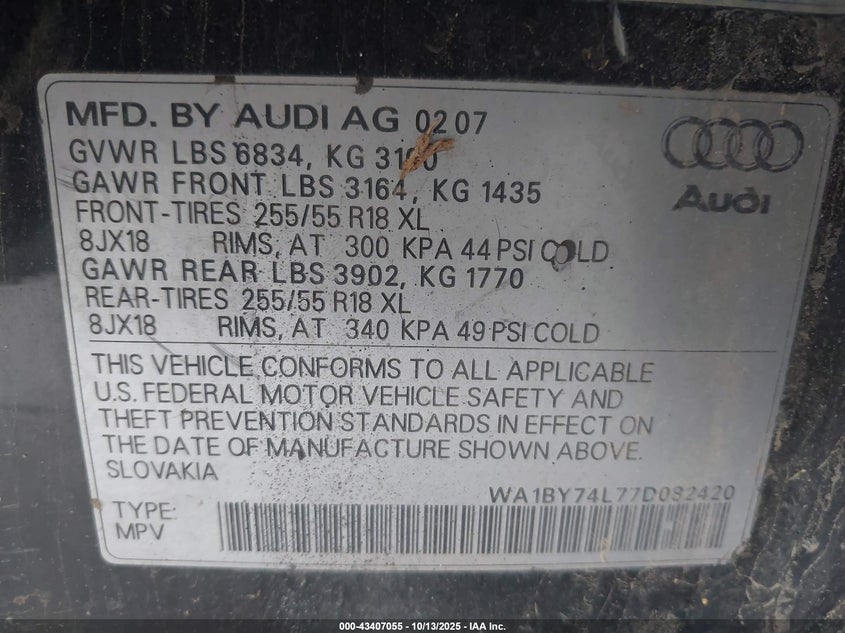 MFD. BY AUDI AG 02 07
GVWR LBS 6834, KG 3100
GAWR FRONT LBS 3164, KG 1435
FRONT-TIRES 255/55 R18 XL
8JX18 RIMS, AT 300 KPA 44 PSI COLD
GAWR REAR LBS 3902, KG 1770
REAR-TIRES 255/55 R18 XL
8JX18 RIMS, AT 340 KPA 49 PSI COLD
Audi
THIS VEHICLE CONFORMS TO ALL APPLICABLE
U.S. FEDERAL MOTOR VEHICLE SAFETY AND
THEFT PREVENTION STANDARDS IN EFFECT ON
THE DATE OF MANUFACTURE SHOWN ABOVE.
SLOVAKIA
WA1BY74L77D082420
TYPE:
MPV
000-43407055 - 10/13/2025 - IAA Inc.